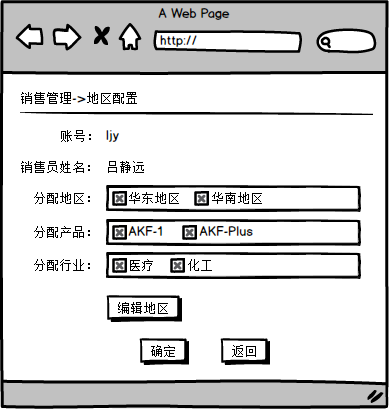 A Web Page
http://
销售管理->地区配置
账号： ljy
销售员姓名： 吕静远
分配地区： 华东地区 华南地区
分配产品： AKF-1 AKF-Plus
分配行业： 医疗 化工
编辑地区
确定 返回